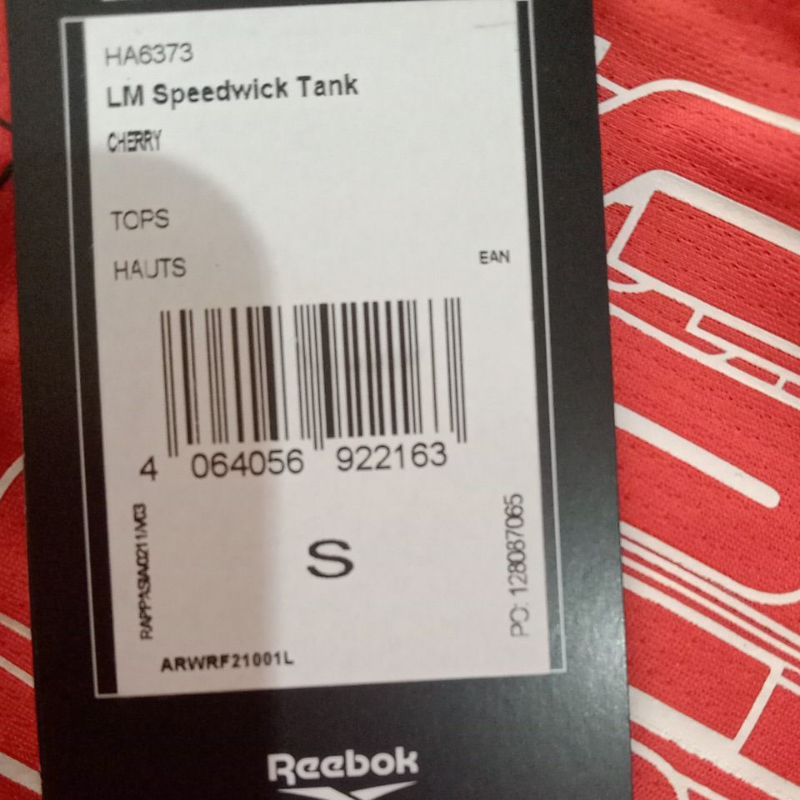 HA6373
LM Speedwick Tank
CHERRY
TOPS
HAUTS
EAN
4 064056 922163
S
PO: 128087065
ARWRF21001L
Reebok